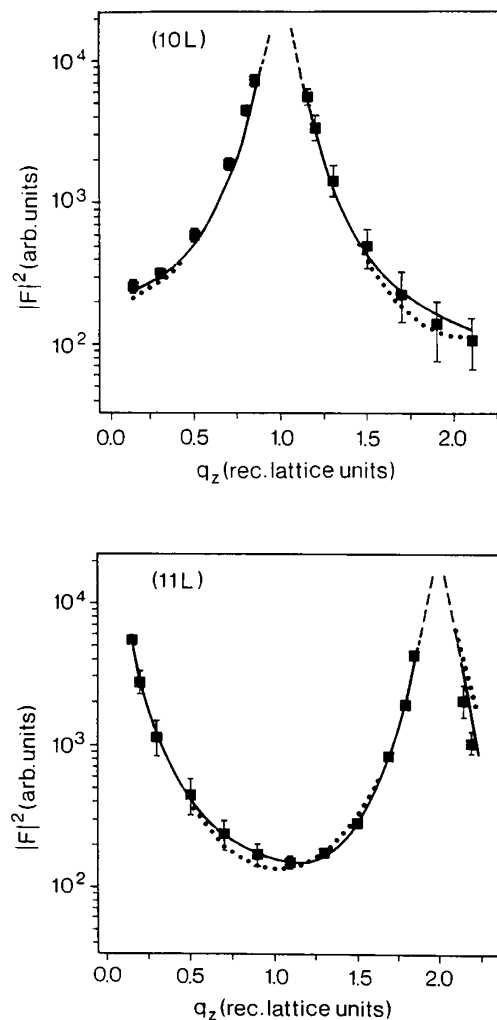 (10L)
10⁴
10³
10²
|F|² (arb.units)
0.0 0.5 1.0 1.5 2.0
q_z (rec. lattice units)
(11L)
10⁴
10³
10²
|F|² (arb.units)
0.0 0.5 1.0 1.5 2.0
q_z (rec. lattice units)